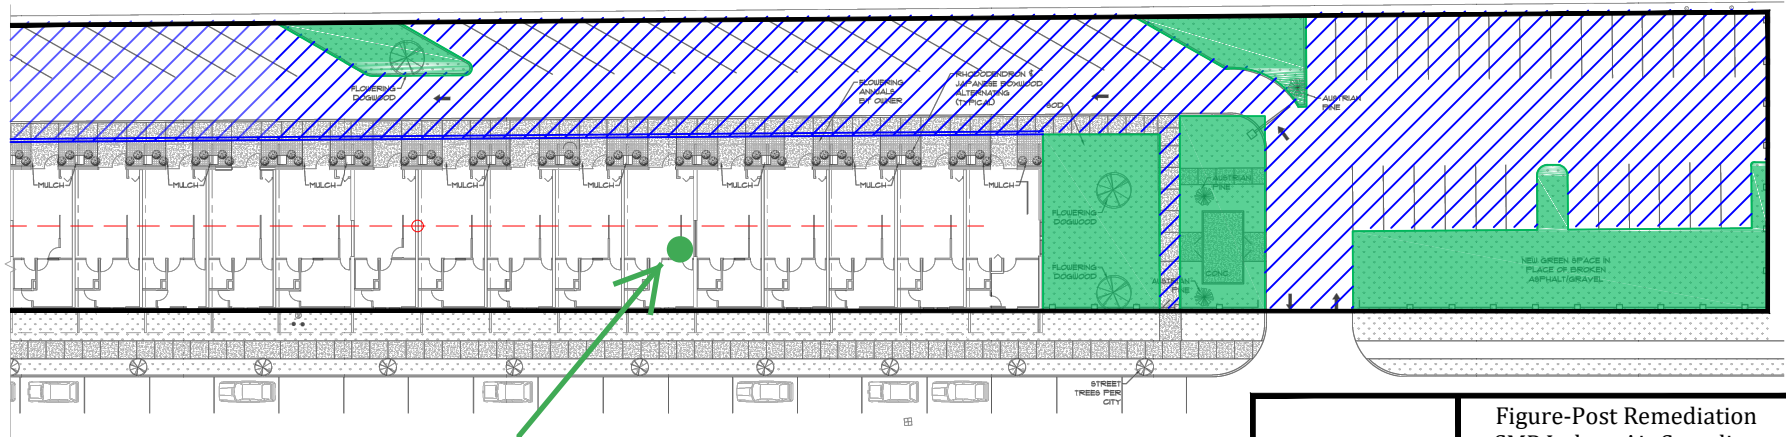 FLOWERING
DOGWOOD
FLOWERING
ANNUALS
BY OWNER
RHODODENDRON &
JAPANESE BOXWOOD
ALTERNATING
(TYPICAL)
SOD
AUSTRIAN
PINE
MULCH
MULCH
MULCH
MULCH
MULCH
MULCH
MULCH
MULCH
FLOWERING
DOGWOOD
AUSTRIAN
PINE
FLOWERING
DOGWOOD
AUSTRIAN
PINE
CONC.
NEW GREEN SPACE IN
PLACE OF BROKEN
ASPHALT/GRAVEL
STREET
TREES PER
CITY
Figure-Post Remediation